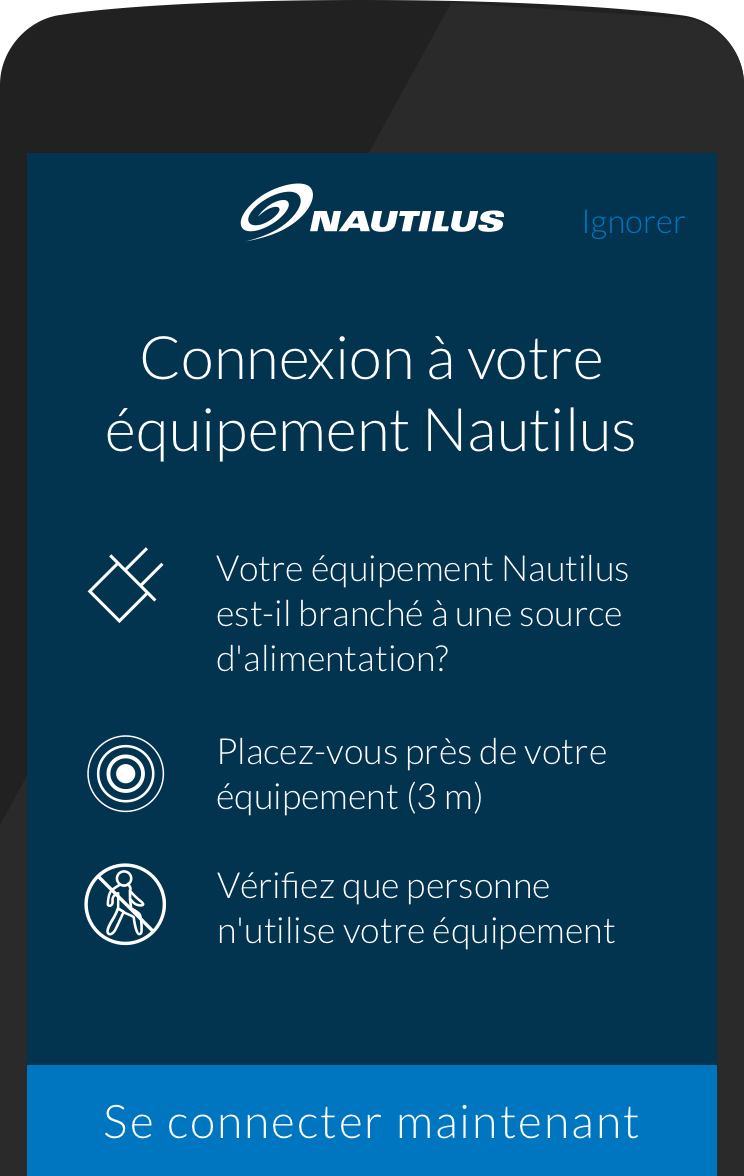 NAUTILUS
Ignorer
Connexion à votre
équipement Nautilus
Votre équipement Nautilus
est-il branché à une source
d'alimentation?
Placez-vous près de votre
équipement (3 m)
Vérifiez que personne
n'utilise votre équipement
Se connecter maintenant